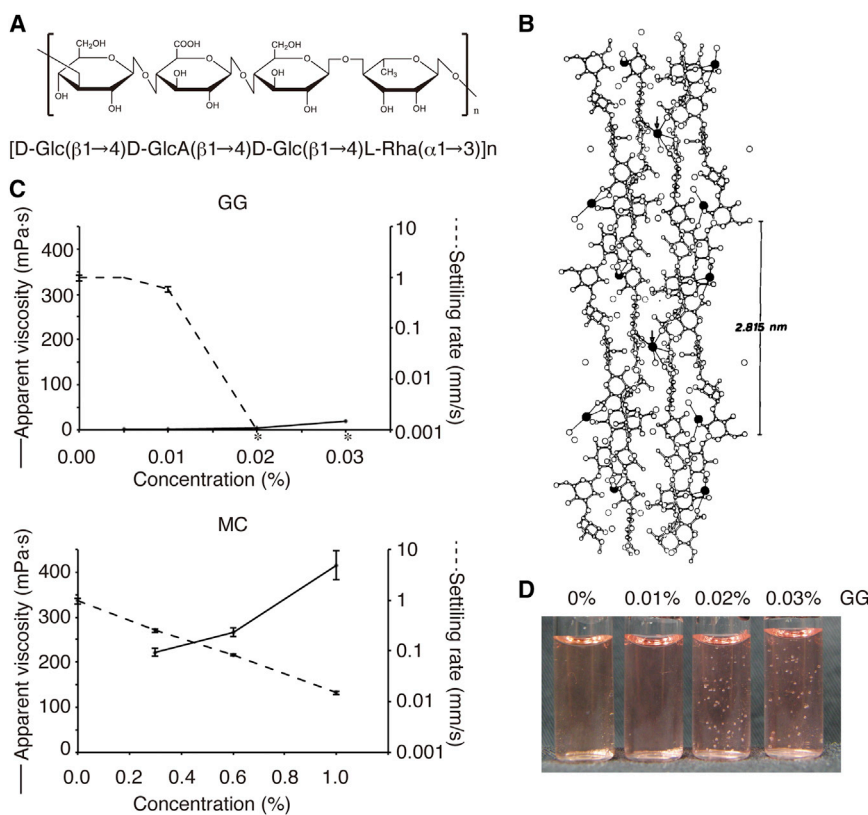 A
CH₂OH
COOH
CH₂OH
O
O
O
O
O
O
O
O
OH
OH
OH
OH
OH
OH
OH
OH
CH₃
n
[D-Glc(β1→4)D-GlcA(β1→4)D-Glc(β1→4)L-Rha(α1→3)]n
B
2.815 nm
C
GG
Apparent viscosity (mPa·s)
400
300
200
100
0
0.00 0.01 0.02 0.03
Concentration (%)
10
1
0.1
0.01
0.001
Settiling rate (mm/s)
* *
MC
Apparent viscosity (mPa·s)
400
300
200
100
0
0.0 0.2 0.4 0.6 0.8 1.0
Concentration (%)
10
1
0.1
0.01
0.001
Settiling rate (mm/s)
D
0% 0.01% 0.02% 0.03% GG